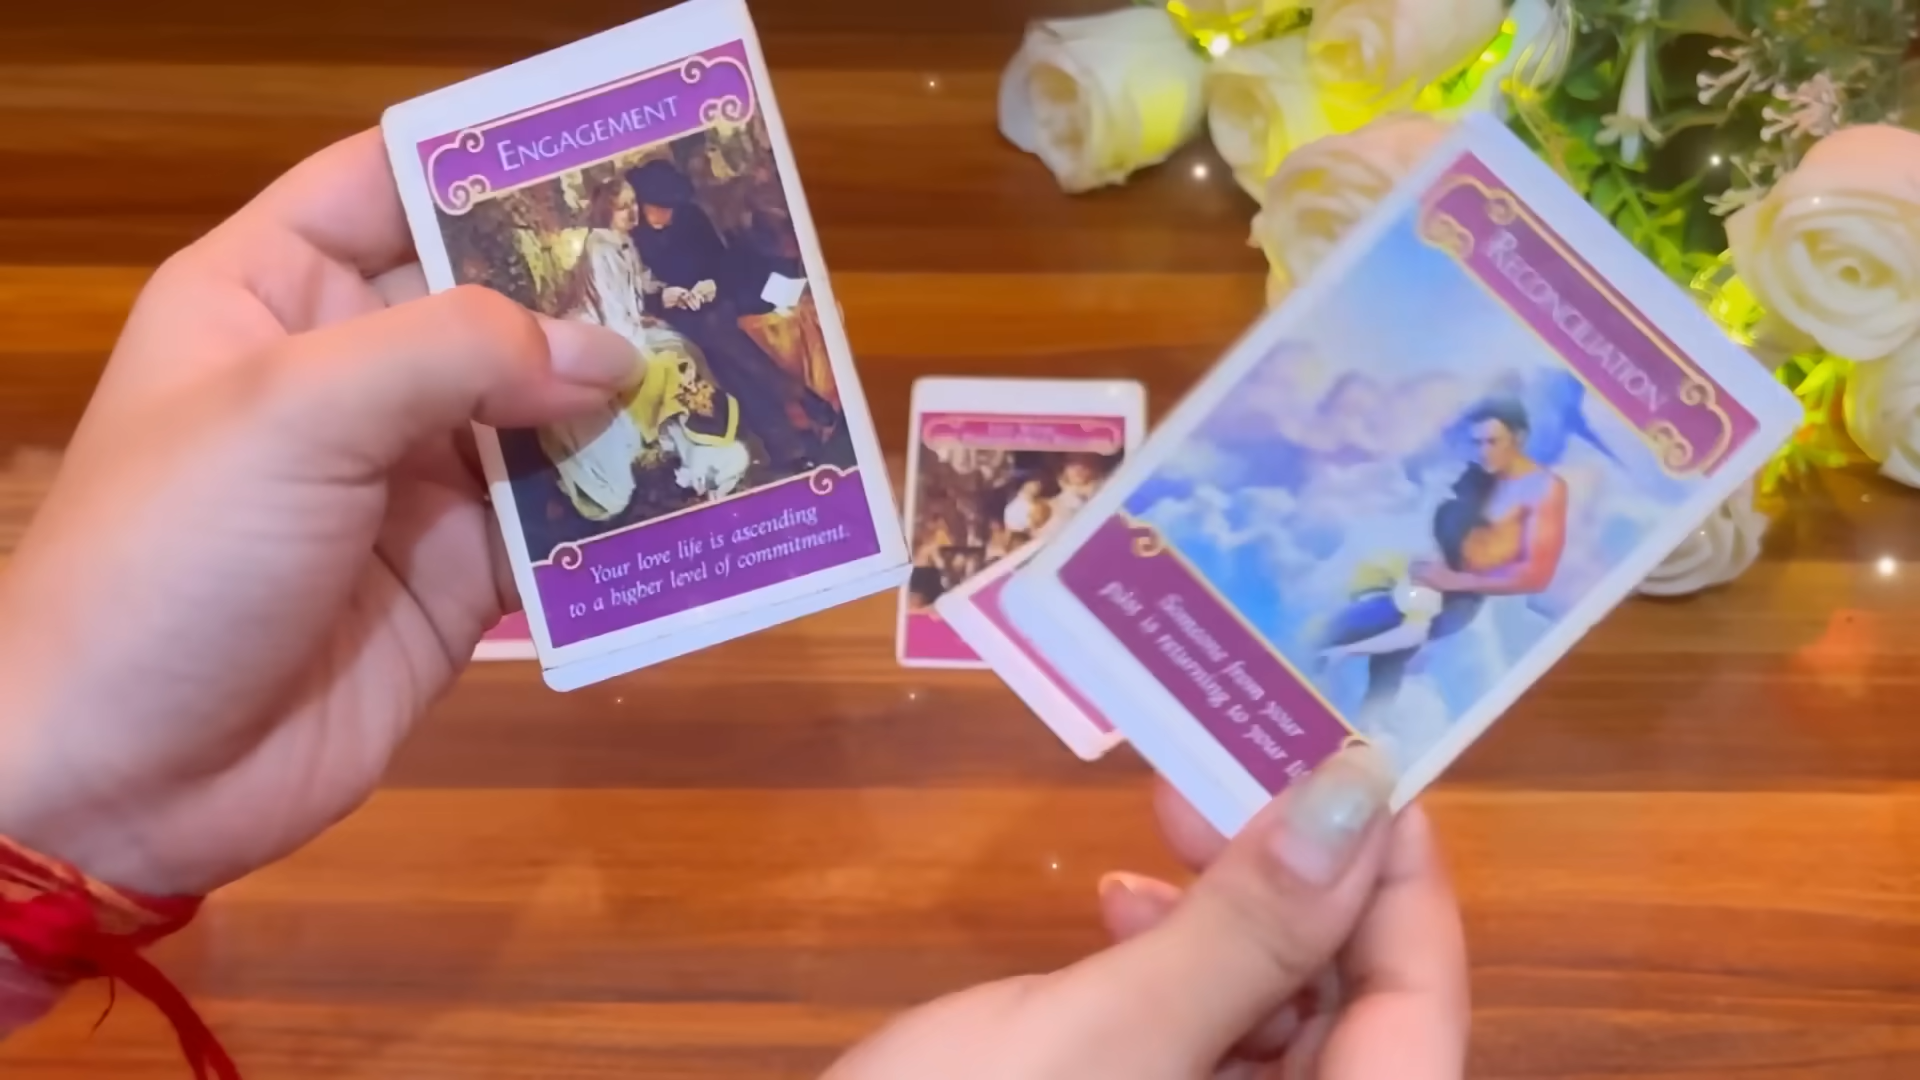 ENGAGEMENT
Your love life is ascending
to a higher level of commitment.
RECONCILIATION
Someone from your
past is returning to your